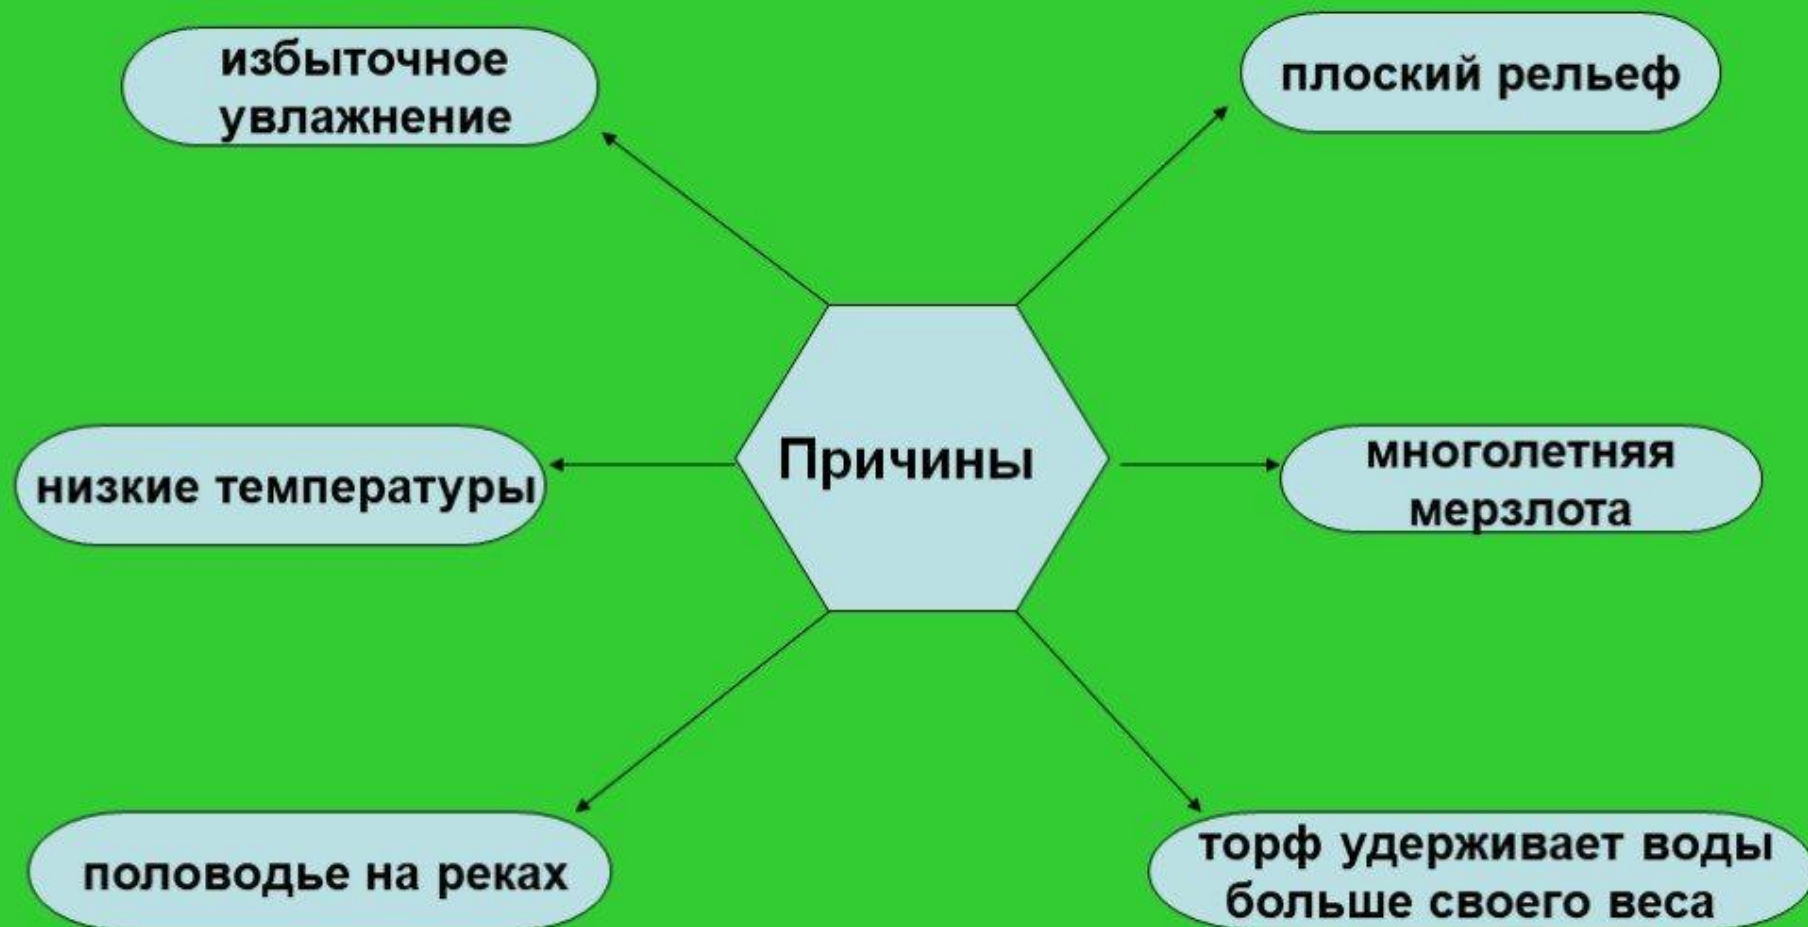 избыточное
увлажнение
плоский рельеф
низкие температуры
Причины
многолетняя
мерзлота
половодье на реках
торф удерживает воды
больше своего веса